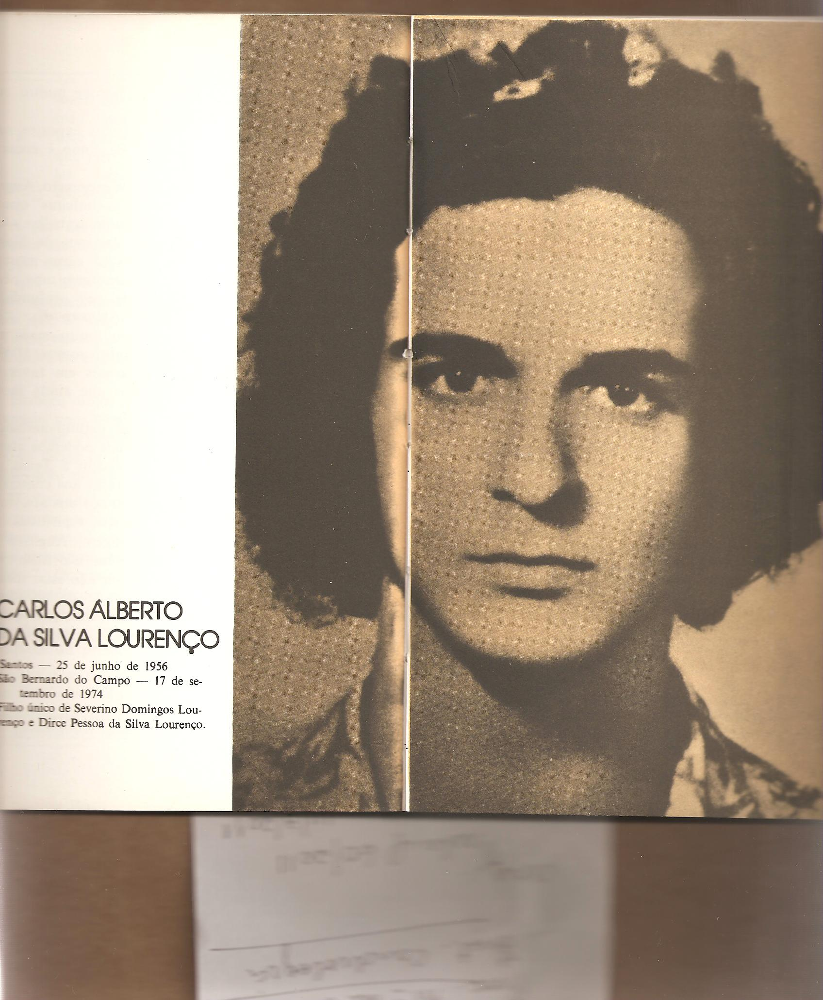 CARLOS ALBERTO
DA SILVA LOURENÇO
Santos — 25 de junho de 1956
São Bernardo do Campo — 17 de se-
tembro de 1974
Filho único de Severino Domingos Lou-
renço e Dirce Pessoa da Silva Lourenço.